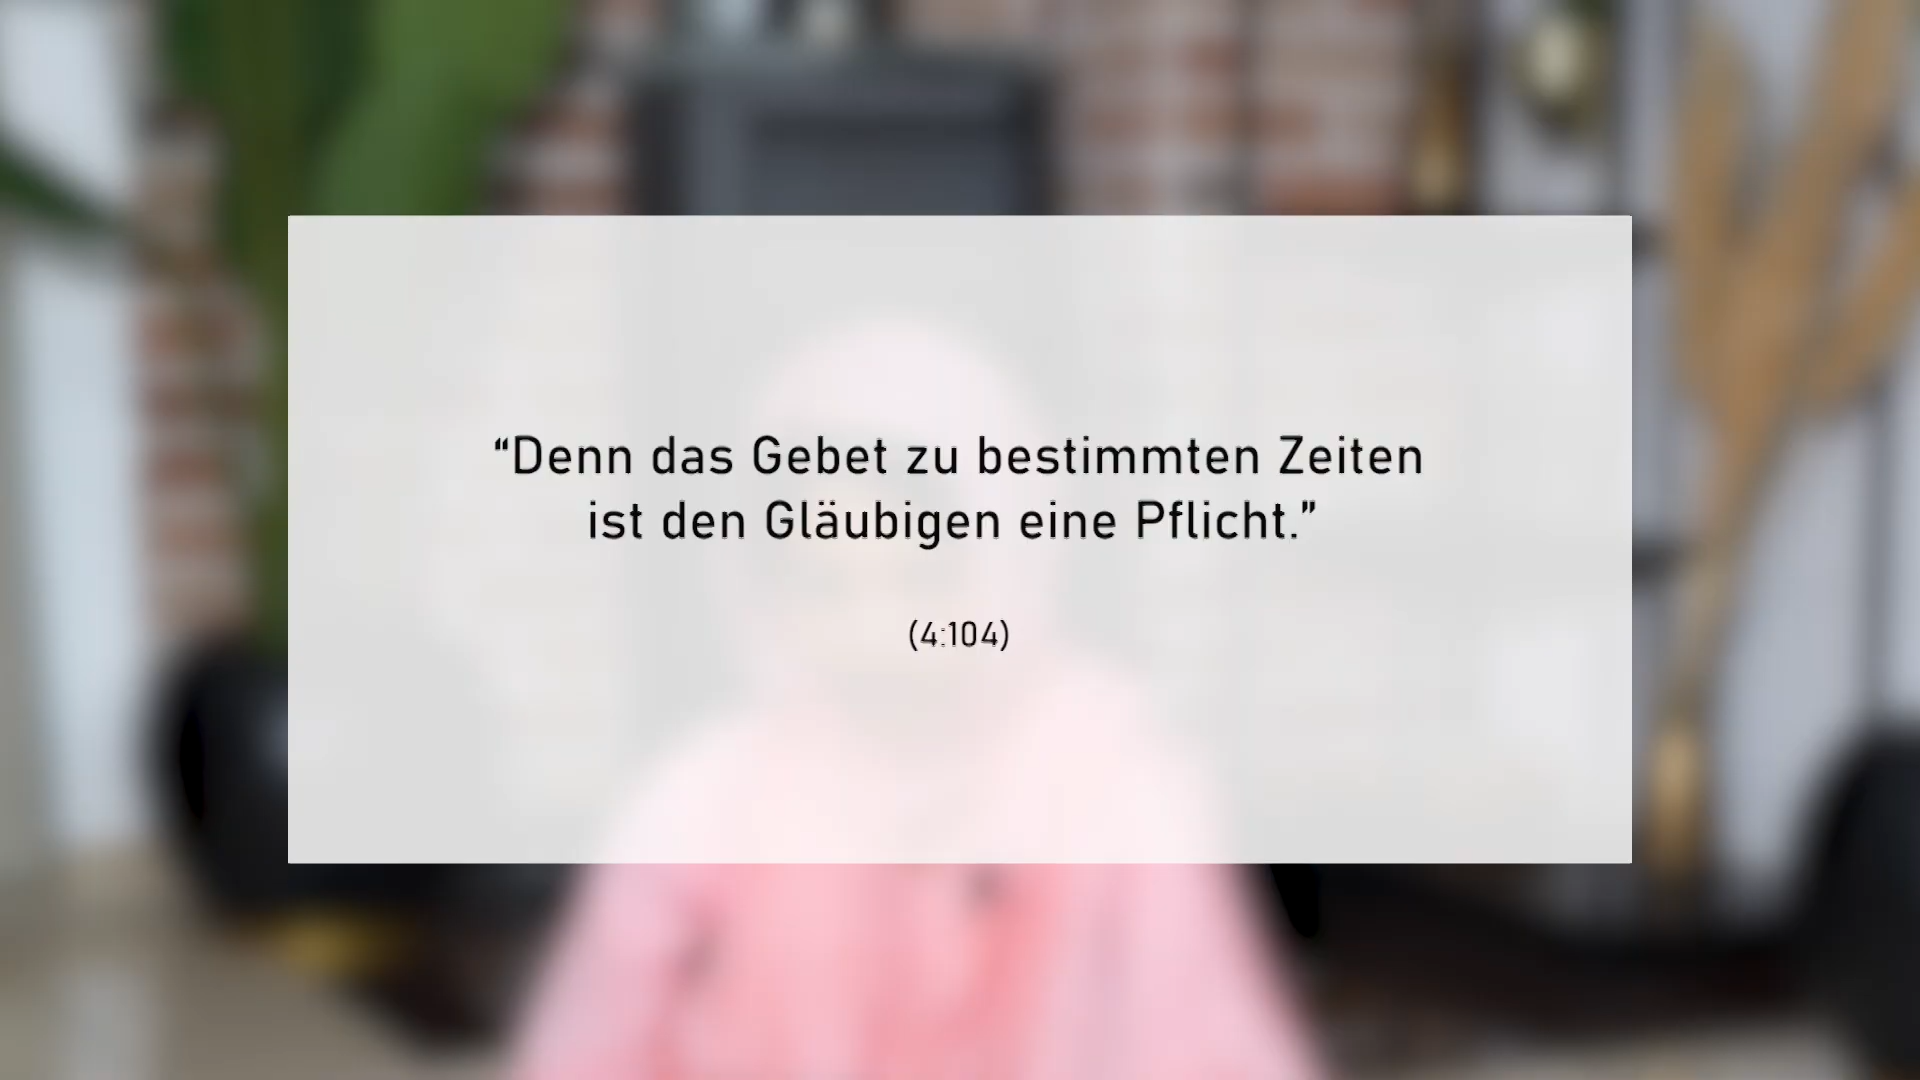 “Denn das Gebet zu bestimmten Zeiten
ist den Gläubigen eine Pflicht.”
(4:104)